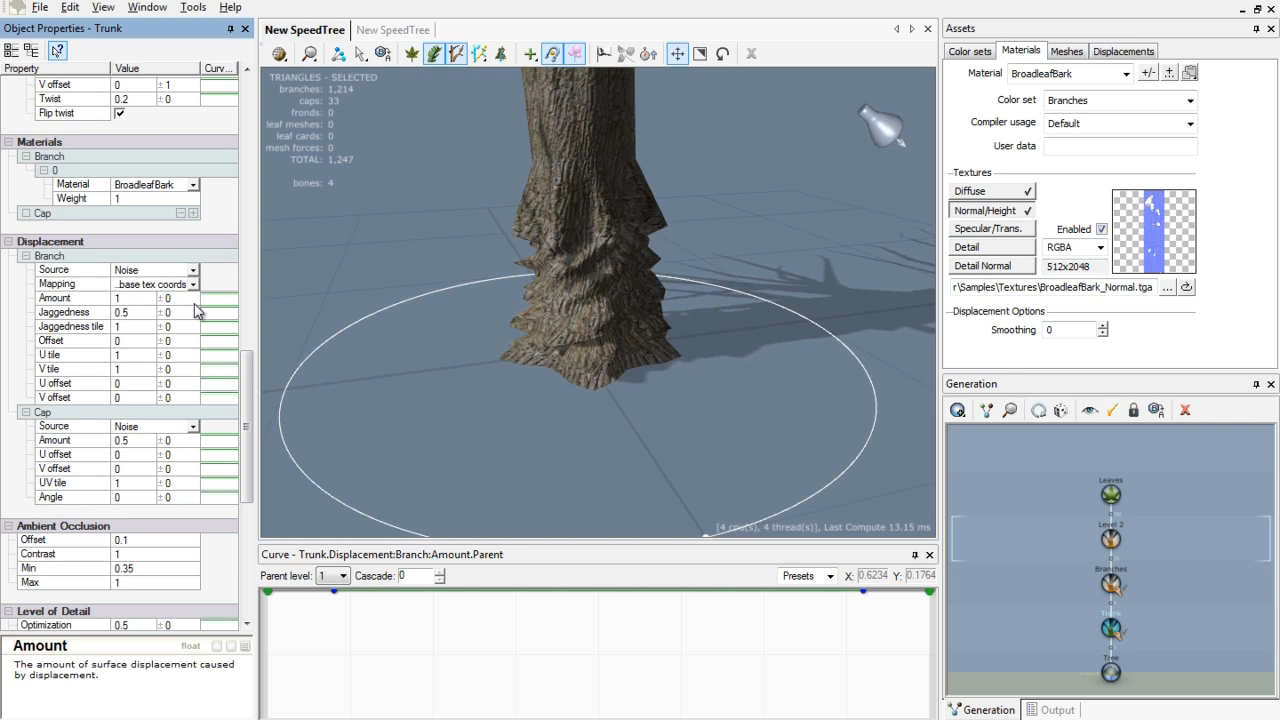 File Edit View Window Tools Help
Object Properties - Trunk
Property Value Curv...
V offset 0 ± 1
Twist 0.2 ± 0
Flip twist
Materials
Branch
0
Material BroadleafBark
Weight 1
Cap
Displacement
Branch
Source Noise
Mapping ...base tex coords
Amount 1 ± 0
Jaggedness 0.5 ± 0
Jaggedness tile 1 ± 0
Offset 0 ± 0
U tile 1 ± 0
V tile 1 ± 0
U offset 0 ± 0
V offset 0 ± 0
Cap
Source Noise
Amount 0.5 ± 0
U offset 0 ± 0
V offset 0 ± 0
UV tile 1 ± 0
Angle 0 ± 0
Ambient Occlusion
Offset 0.1
Contrast 1
Min 0.35
Max 1
Level of Detail
Optimization 0.5 ± 0
Amount float
The amount of surface displacement caused
by displacement.
New SpeedTree New SpeedTree
TRIANGLES - SELECTED
branches: 1,214
caps: 33
fronds: 0
leaf meshes: 0
leaf cards: 0
mesh forces: 0
TOTAL: 1,247
bones: 4
[4 cpu(s), 4 thread(s)], Last Compute 13.15 ms
Curve - Trunk.Displacement:Branch:Amount.Parent
Parent level: 1 Cascade: 0 Presets X: 0.6234 Y: 0.1764
Assets
Color sets Materials Meshes Displacements
Material BroadleafBark +/-
Color set Branches
Compiler usage Default
User data
Textures
Diffuse
Normal/Height
Specular/Trans. Enabled
Detail RGBA
Detail Normal 512x2048
r\Samples\Textures\BroadleafBark_Normal.tga ...
Displacement Options
Smoothing 0
Generation
Leaves
Level 2
Branches
Tree
Generation Output